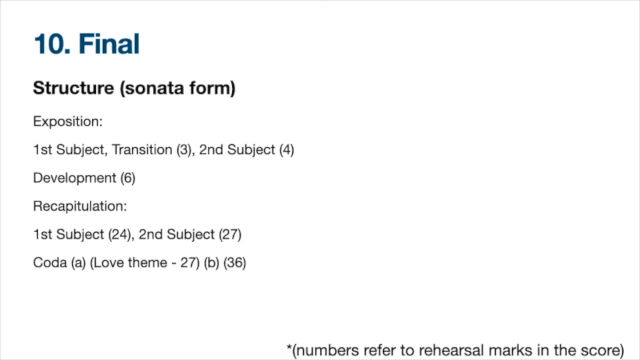 10. Final
Structure (sonata form)
Exposition:
1st Subject, Transition (3), 2nd Subject (4)
Development (6)
Recapitulation:
1st Subject (24), 2nd Subject (27)
Coda (a) (Love theme - 27) (b) (36)
*(numbers refer to rehearsal marks in the score)